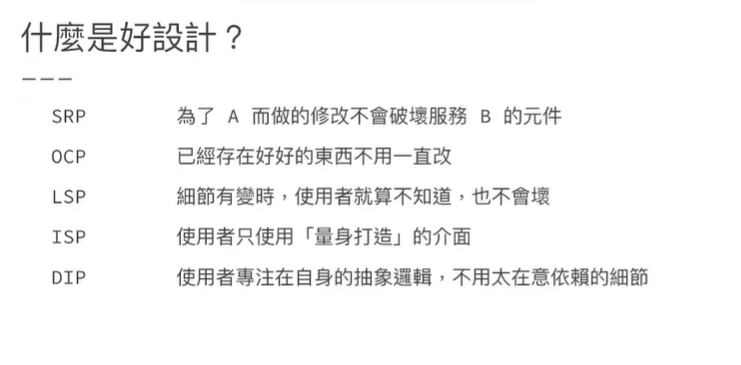 什麼是好設計？
———
SRP 為了 A 而做的修改不會破壞服務 B 的元件
OCP 已經存在好好的東西不用一直改
LSP 細節有變時，使用者就算不知道，也不會壞
ISP 使用者只使用「量身打造」的介面
DIP 使用者專注在自身的抽象邏輯，不用太在意依賴的細節